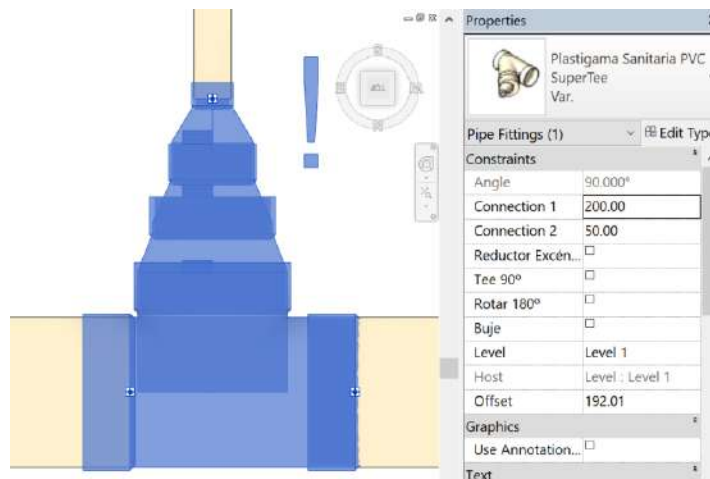 Properties
Plastigama Sanitaria PVC
SuperTee
Var.
Pipe Fittings (1)
Edit Typ
Constraints
Angle 90.000°
Connection 1 200.00
Connection 2 50.00
Reductor Excén...
Tee 90º
Rotar 180º
Buje
Level Level 1
Host Level : Level 1
Offset 192.01
Graphics
Use Annotation...
Text